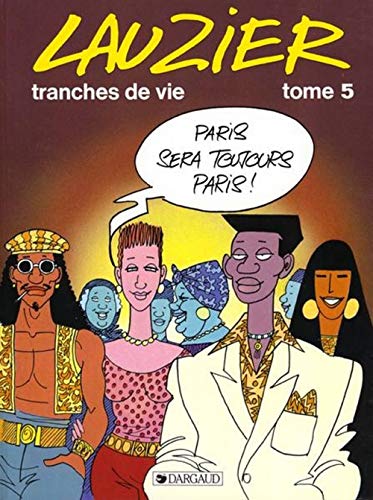 LAUZIER
tranches de vie tome 5
PARIS
SERA TOUJOURS
PARIS!
DARGAUD